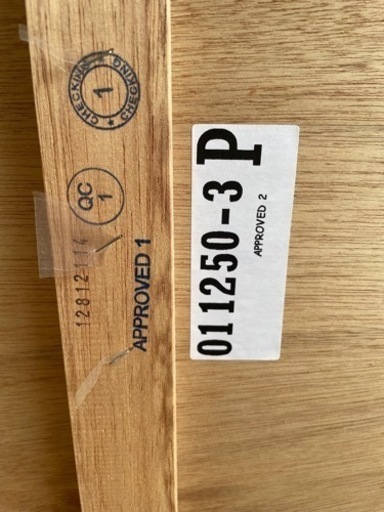 CHECKING
1
CHECKING
QC
1
12812114
APPROVED 1
011250-3 P
APPROVED 2